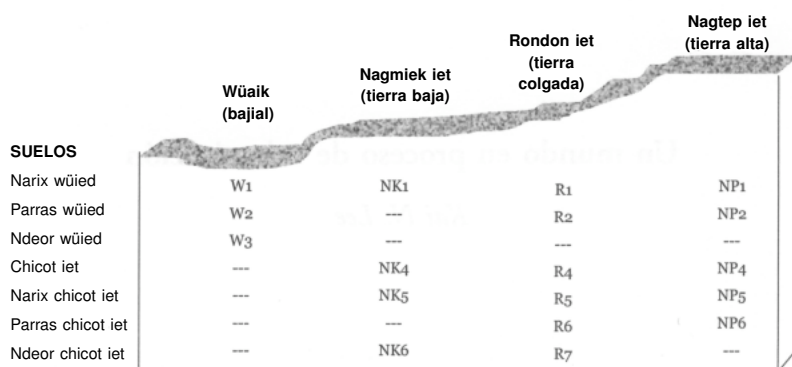 Nagtep iet
(tierra alta)
Rondon iet
(tierra
colgada)
Nagmiek iet
(tierra baja)
Wüaik
(bajial)
SUELOS
Narix wüied W1 NK1 R1 NP1
Parras wüied W2 --- R2 NP2
Ndeor wüied W3 --- --- ---
Chicot iet --- NK4 R4 NP4
Narix chicot iet --- NK5 R5 NP5
Parras chicot iet --- --- R6 NP6
Ndeor chicot iet --- NK6 R7 ---